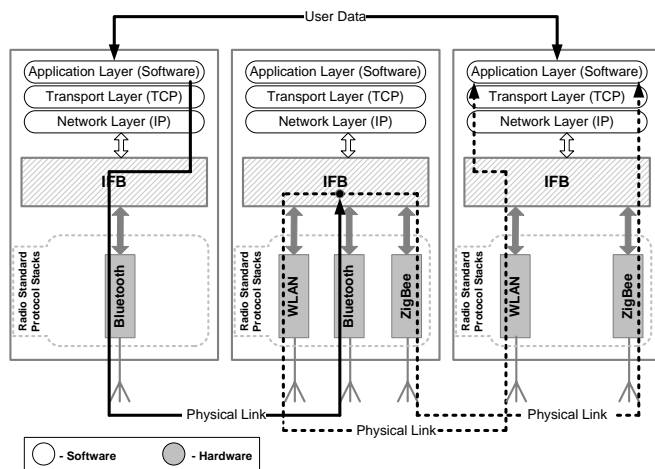 User Data
Application Layer (Software)
Transport Layer (TCP)
Network Layer (IP)
IFB
Radio Standard
Protocol Stacks
Bluetooth
Application Layer (Software)
Transport Layer (TCP)
Network Layer (IP)
IFB
Radio Standard
Protocol Stacks
WLAN
Bluetooth
ZigBee
Application Layer (Software)
Transport Layer (TCP)
Network Layer (IP)
IFB
Radio Standard
Protocol Stacks
WLAN
ZigBee
Physical Link
Physical Link
Physical Link
- Software
- Hardware